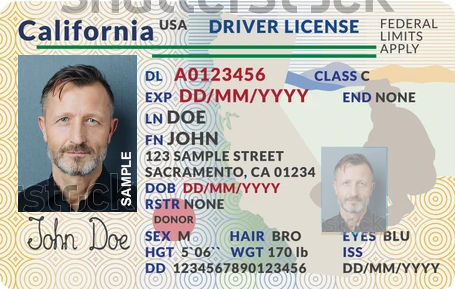 shutterstock
California USA DRIVER LICENSE FEDERAL
LIMITS
APPLY
DL A0123456 CLASS C
EXP DD/MM/YYYY END NONE
LN DOE
FN JOHN
123 SAMPLE STREET
SACRAMENTO, CA 01234
DOB DD/MM/YYYY
RSTR NONE
DONOR
SAMPLE
John Doe
SEX M HAIR BRO EYES BLU
HGT 5`06`` WGT 170 lb ISS
DD 1234567890123456 DD/MM/YYYY